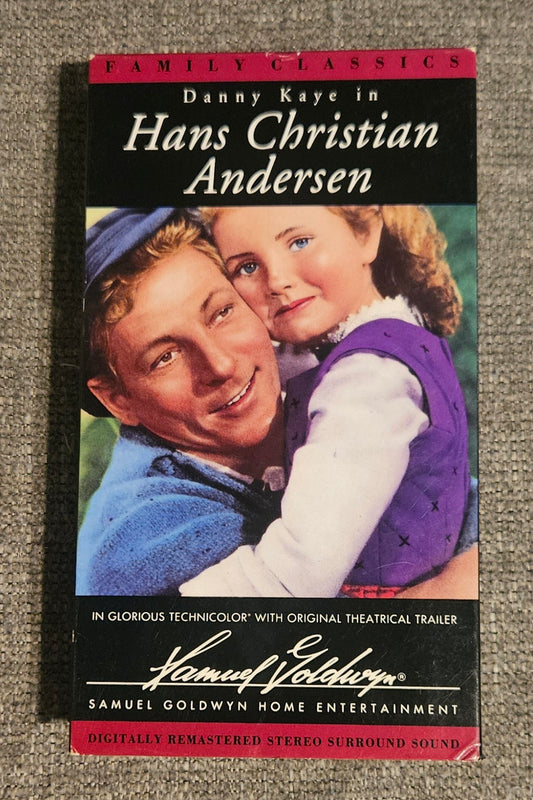 FAMILY CLASSICS
Danny Kaye in
Hans Christian
Andersen
IN GLORIOUS TECHNICOLOR® WITH ORIGINAL THEATRICAL TRAILER
Samuel Goldwyn®
SAMUEL GOLDWYN HOME ENTERTAINMENT
DIGITALLY REMASTERED STEREO SURROUND SOUND